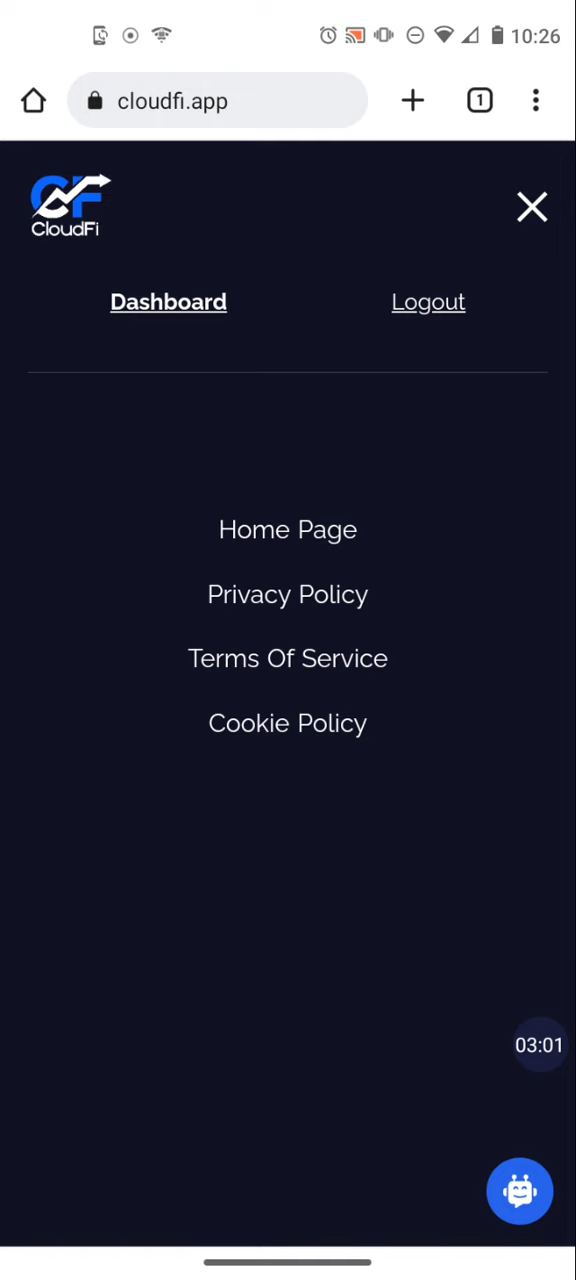 10:26
cloudfi.app
1
CF
CloudFi
Dashboard
Logout
Home Page
Privacy Policy
Terms Of Service
Cookie Policy
03:01